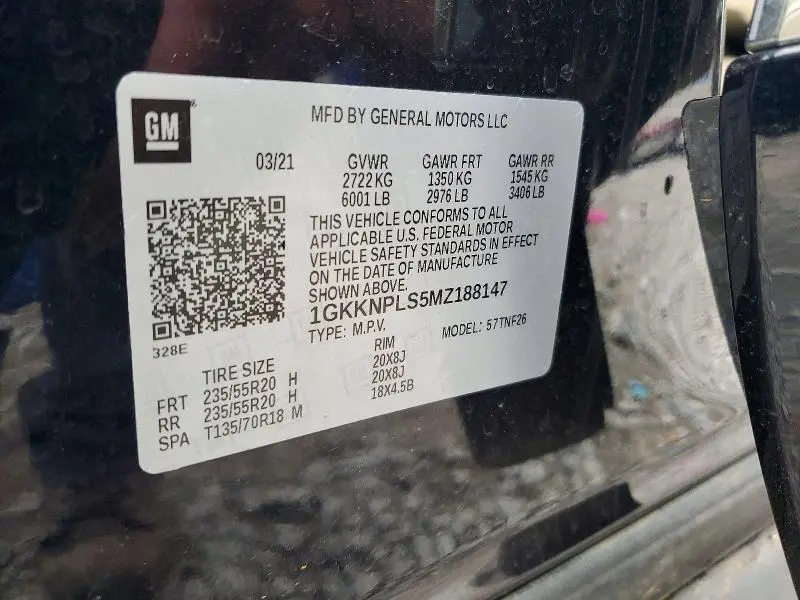 GM
MFD BY GENERAL MOTORS LLC
03/21 GVWR GAWR FRT GAWR RR
2722 KG 1350 KG 1545 KG
6001 LB 2976 LB 3406 LB
THIS VEHICLE CONFORMS TO ALL
APPLICABLE U.S. FEDERAL MOTOR
VEHICLE SAFETY STANDARDS IN EFFECT
ON THE DATE OF MANUFACTURE
SHOWN ABOVE.
1GKKNPLS5MZ188147
TYPE: M.P.V. MODEL: 57TNF26
328E
TIRE SIZE RIM
FRT 235/55R20 H 20X8J
RR 235/55R20 H 20X8J
SPA T135/70R18 M 18X4.5B